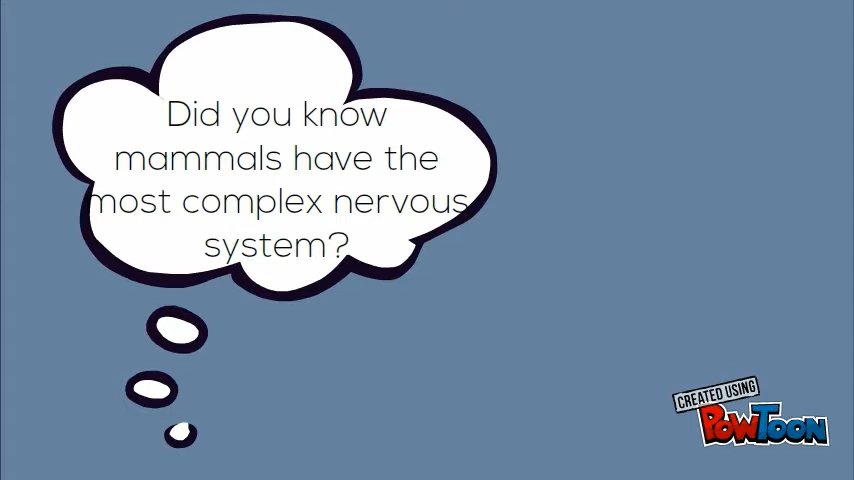 Did you know
mammals have the
most complex nervous
system?
CREATED USING
POWTOON